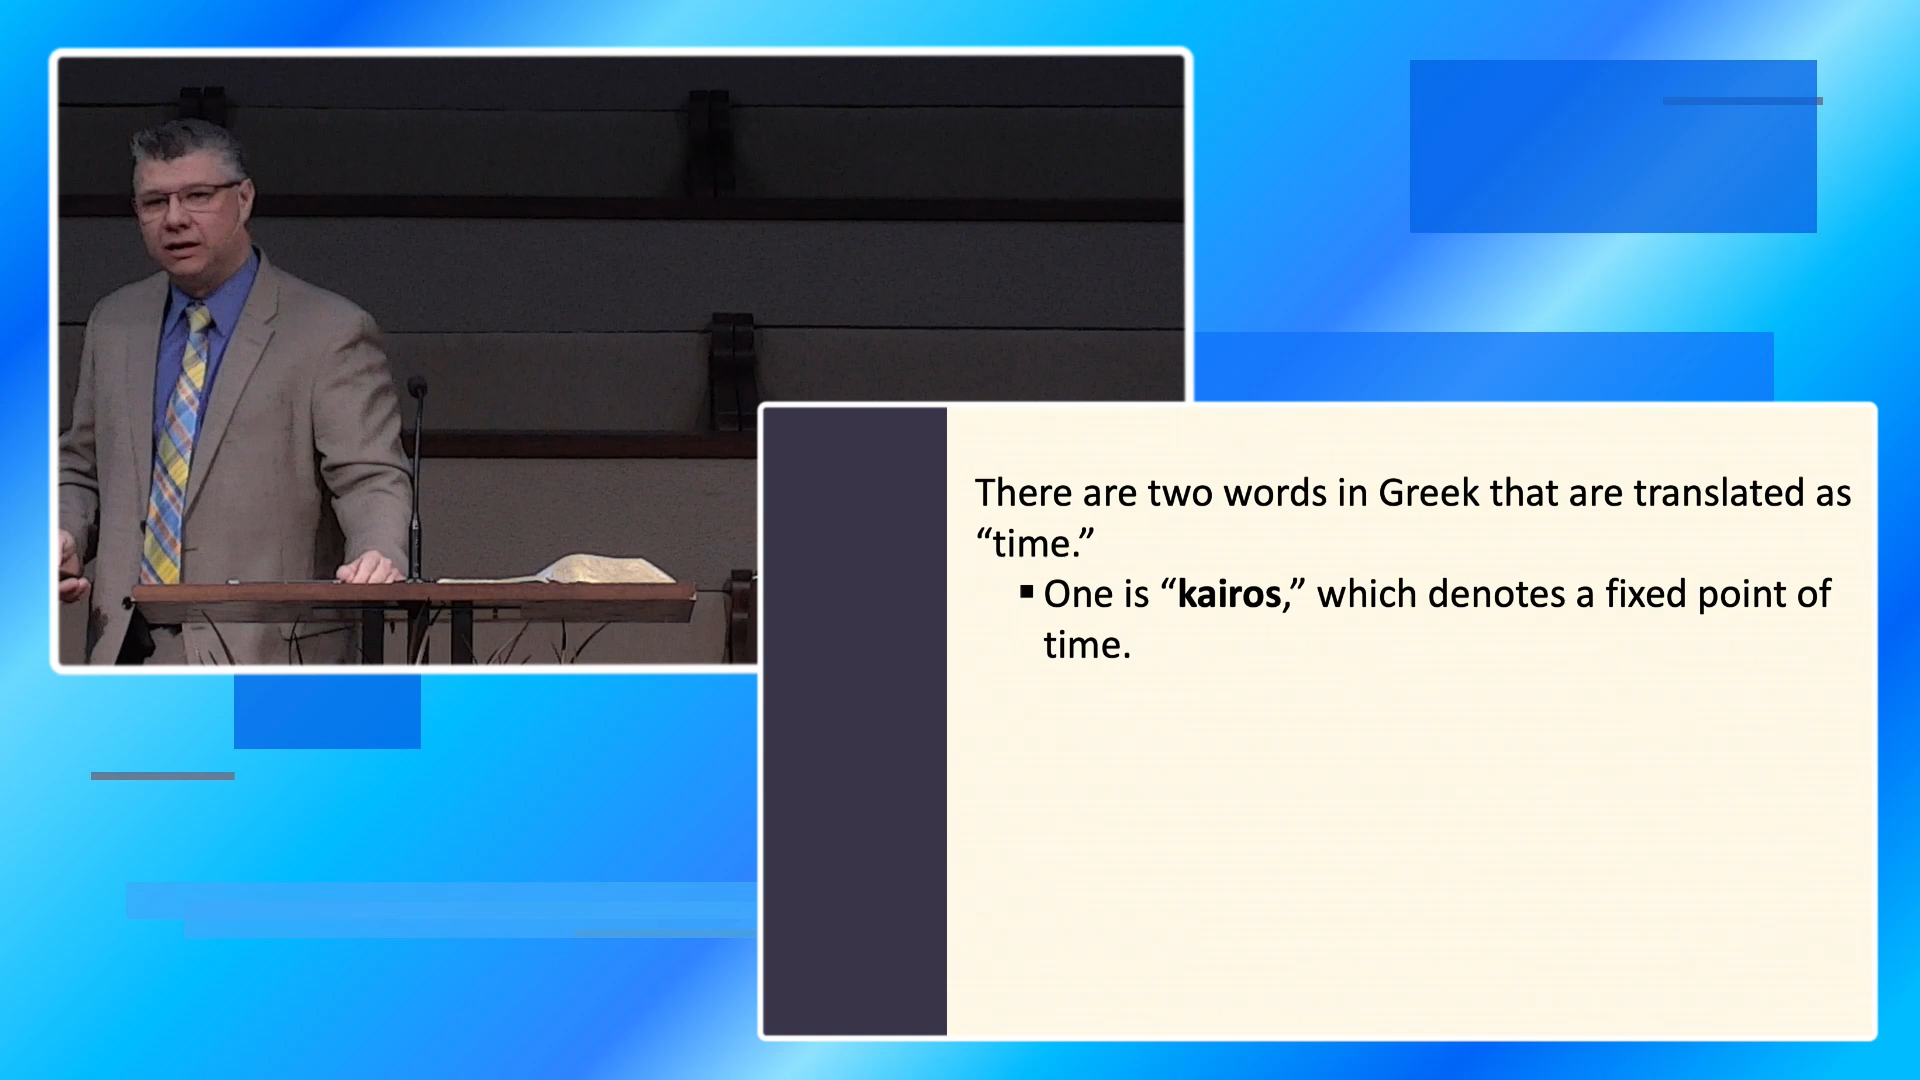 There are two words in Greek that are translated as
“time.”
▪ One is “kairos,” which denotes a fixed point of
time.